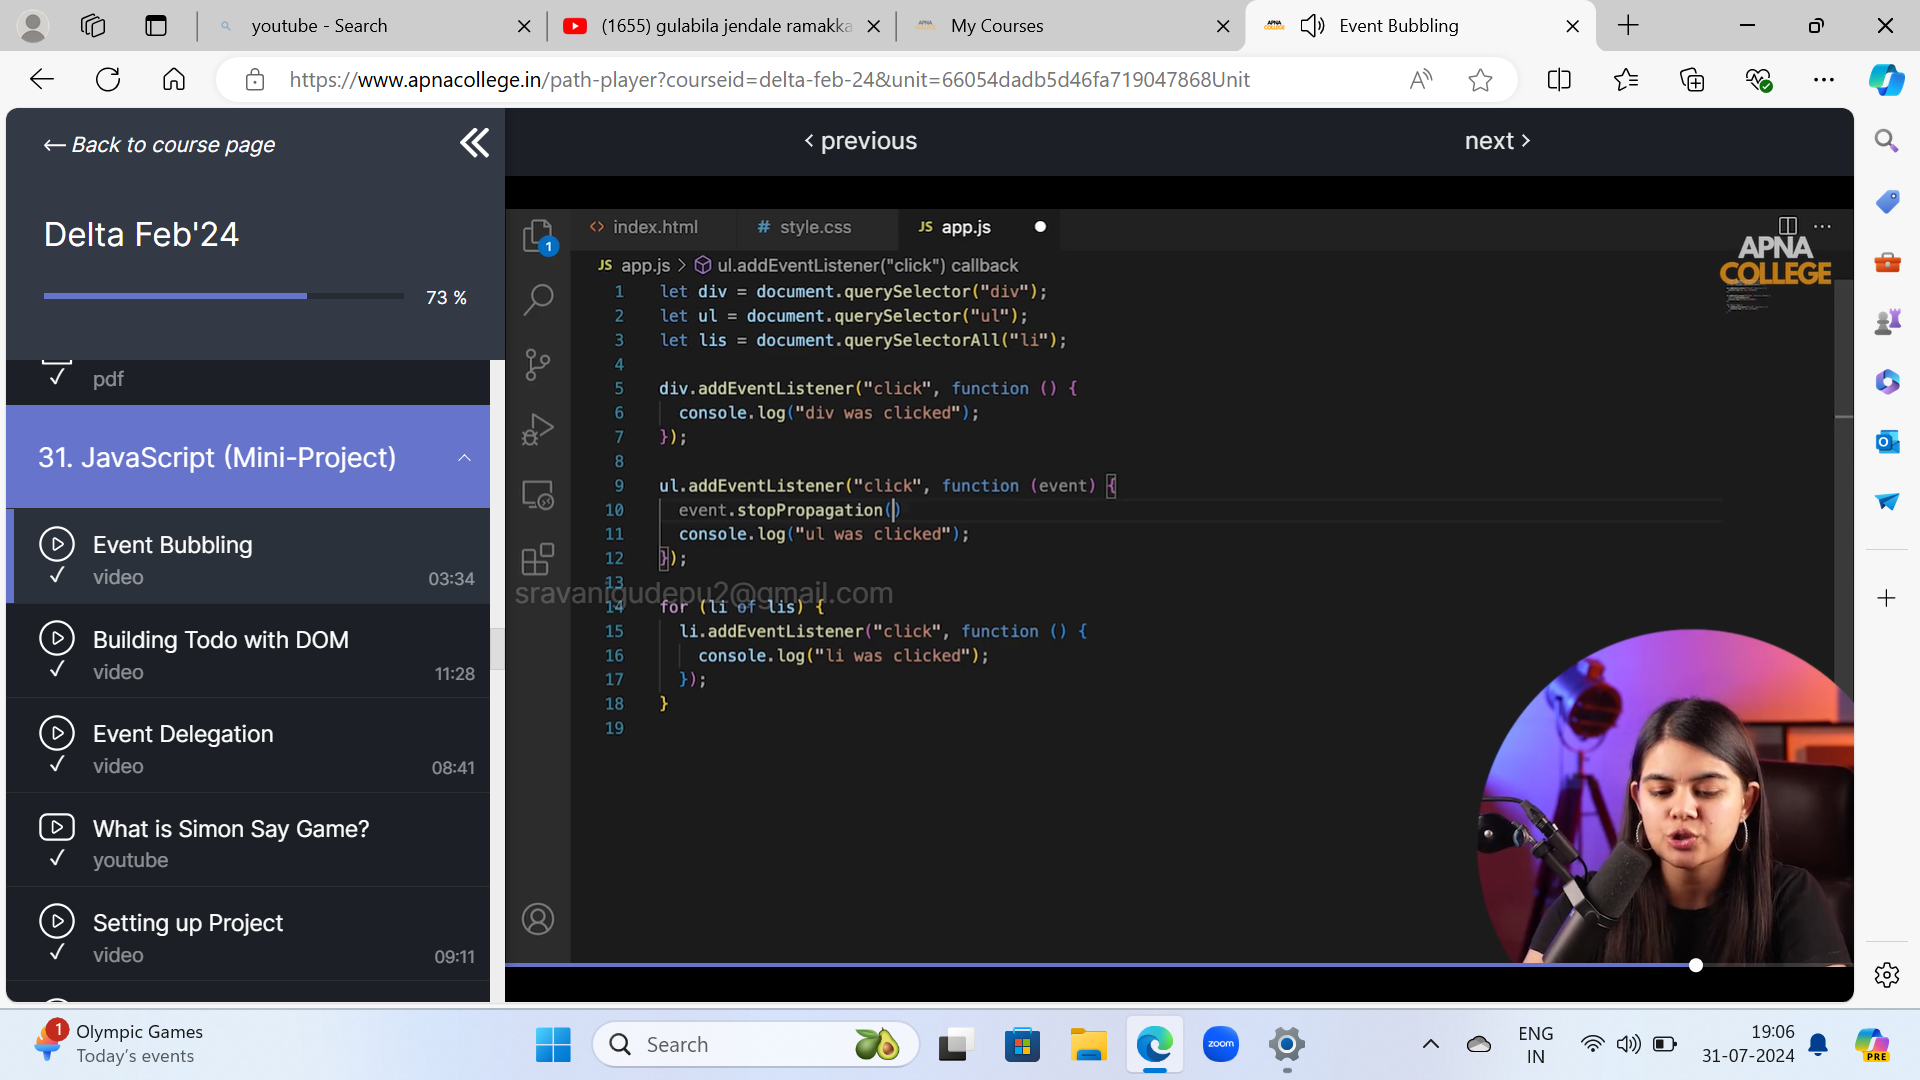 youtube - Search
(1655) gulabila jendale ramakka
My Courses
Event Bubbling
https://www.apnacollege.in/path-player?courseid=delta-feb-24&unit=66054dadb5d46fa719047868Unit
← Back to course page
Delta Feb'24
73 %
pdf
31. JavaScript (Mini-Project)
Event Bubbling
video
03:34
Building Todo with DOM
video
11:28
Event Delegation
video
08:41
What is Simon Say Game?
youtube
Setting up Project
video
09:11
‹ previous
next ›
1
<> index.html
# style.css
JS app.js
APNA
COLLEGE
JS app.js > ul.addEventListener("click") callback
1 let div = document.querySelector("div");
2 let ul = document.querySelector("ul");
3 let lis = document.querySelectorAll("li");
4
5 div.addEventListener("click", function () {
6 console.log("div was clicked");
7 });
8
9 ul.addEventListener("click", function (event) {
10 event.stopPropagation()
11 console.log("ul was clicked");
12 });
13
sravanigudepu2@gmail.com
14 for (li of lis) {
15 li.addEventListener("click", function () {
16 console.log("li was clicked");
17 });
18 }
19
1
Olympic Games
Today's events
Search
zoom
ENG
IN
19:06
31-07-2024
PRE